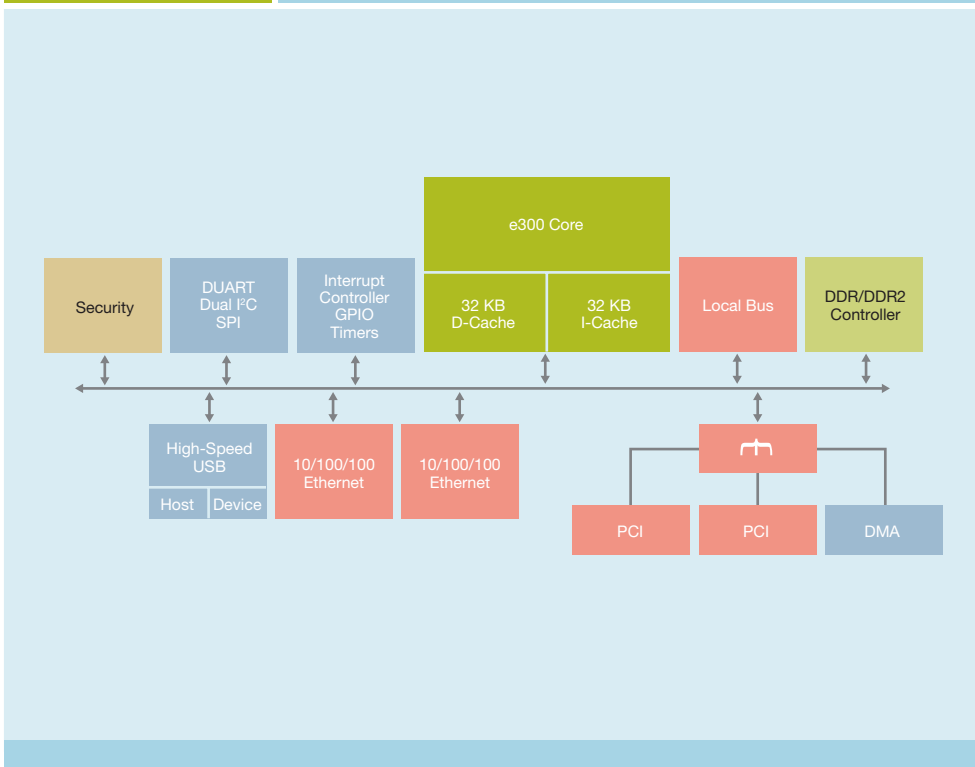 e300 Core
Security
DUART
Dual I²C
SPI
Interrupt
Controller
GPIO
Timers
32 KB
D-Cache
32 KB
I-Cache
Local Bus
DDR/DDR2
Controller
High-Speed
USB
Host
Device
10/100/100
Ethernet
10/100/100
Ethernet
PCI
PCI
DMA